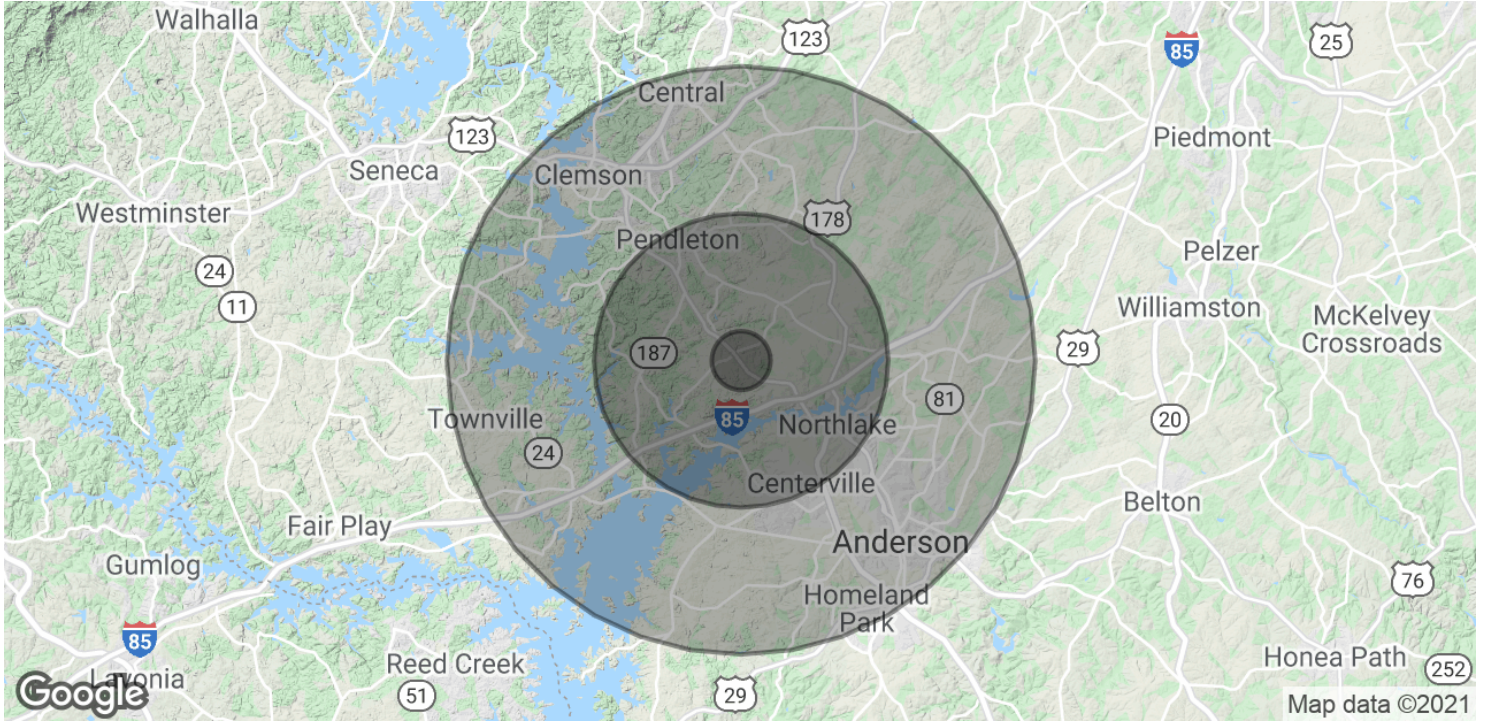 Walhalla
123
85
25
Central
123
Piedmont
Seneca
Clemson
Westminster
178
Pendleton
Pelzer
24
11
Williamston
McKelvey
Crossroads
187
29
81
Townville
85
Northlake
20
24
Centerville
Belton
Fair Play
Anderson
Gumlog
76
Homeland
Park
85
Reed Creek
Honea Path
Lavonia
252
51
29
Google
Map data ©2021